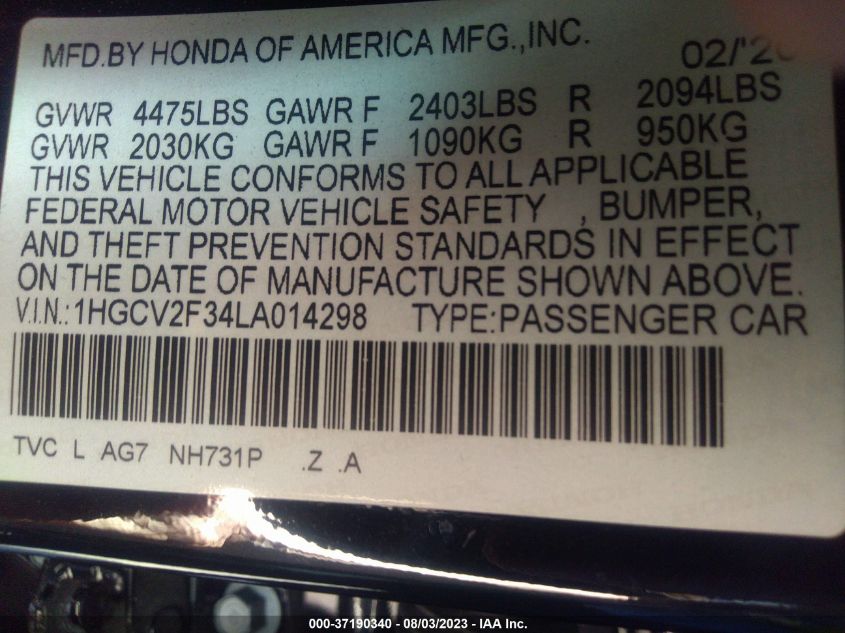 MFD.BY HONDA OF AMERICA MFG.,INC. 02/'20
GVWR 4475LBS GAWR F 2403LBS R 2094LBS
GVWR 2030KG GAWR F 1090KG R 950KG
THIS VEHICLE CONFORMS TO ALL APPLICABLE
FEDERAL MOTOR VEHICLE SAFETY , BUMPER,
AND THEFT PREVENTION STANDARDS IN EFFECT
ON THE DATE OF MANUFACTURE SHOWN ABOVE.
V.I.N.:1HGCV2F34LA014298 TYPE:PASSENGER CAR
TVC L AG7 NH731P .Z .A
000-37190340 - 08/03/2023 - IAA Inc.